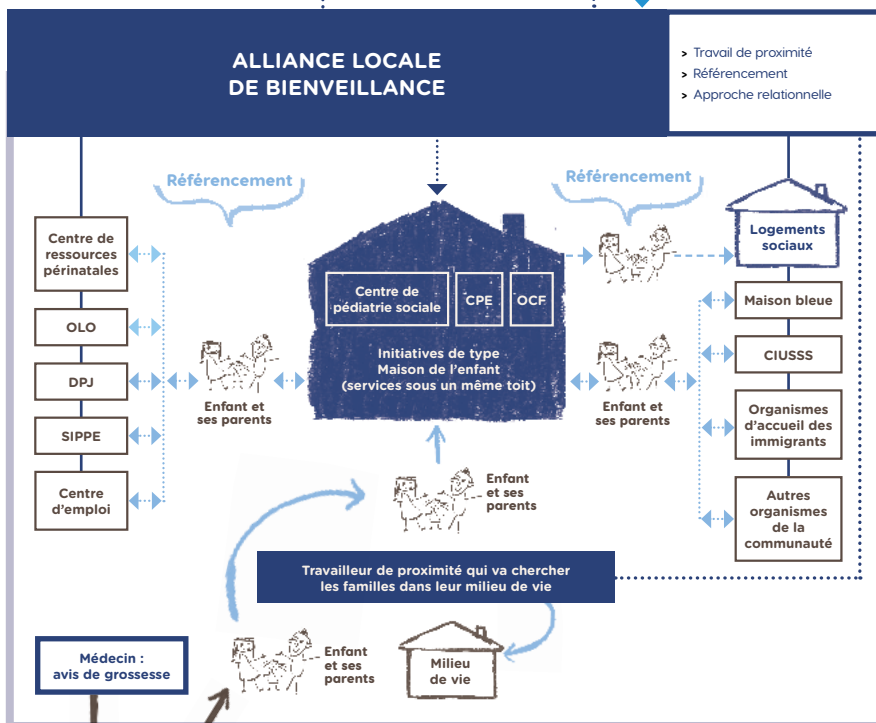 ALLIANCE LOCALE
DE BIENVEILLANCE
> Travail de proximité
> Référencement
> Approche relationnelle
Référencement
Référencement
Centre de
ressources
périnatales
OLO
DPJ
SIPPE
Centre
d'emploi
Enfant et
ses parents
Centre de
pédiatrie sociale
CPE
OCF
Initiatives de type
Maison de l'enfant
(services sous un même toit)
Enfant et
ses parents
Logements
sociaux
Maison bleue
CIUSSS
Organismes
d'accueil des
immigrants
Autres
organismes
de la
communauté
Enfant
et ses
parents
Travailleur de proximité qui va chercher
les familles dans leur milieu de vie
Médecin :
avis de grossesse
Enfant
et ses
parents
Milieu
de vie